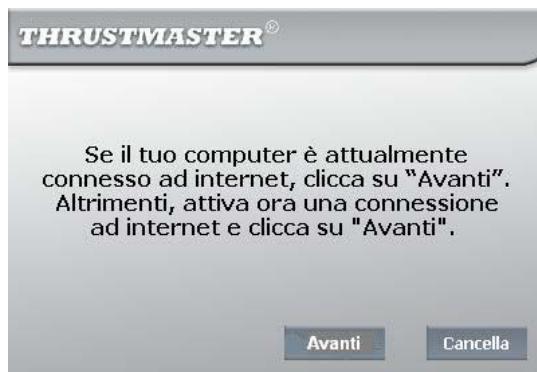 THRUSTMASTER®
Se il tuo computer è attualmente
connesso ad internet, clicca su “Avanti”.
Altrimenti, attiva ora una connessione
ad internet e clicca su "Avanti".
Avanti Cancella